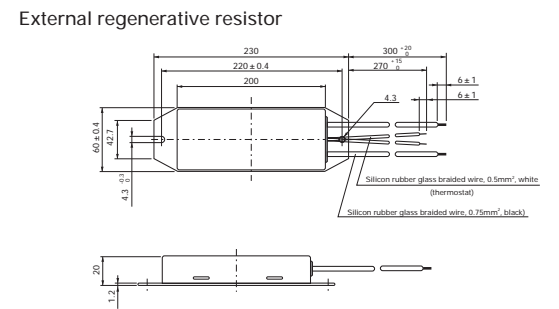 External regenerative resistor
230
300 +20 0
220 ± 0.4
270 +15 0
200
6 ± 1
4.3
6 ± 1
60 ± 0.4
42.7
4.3 -0.3 0
Silicon rubber glass braided wire, 0.5mm², white
(thermostat)
Silicon rubber glass braided wire, 0.75mm², black)
20
1.2